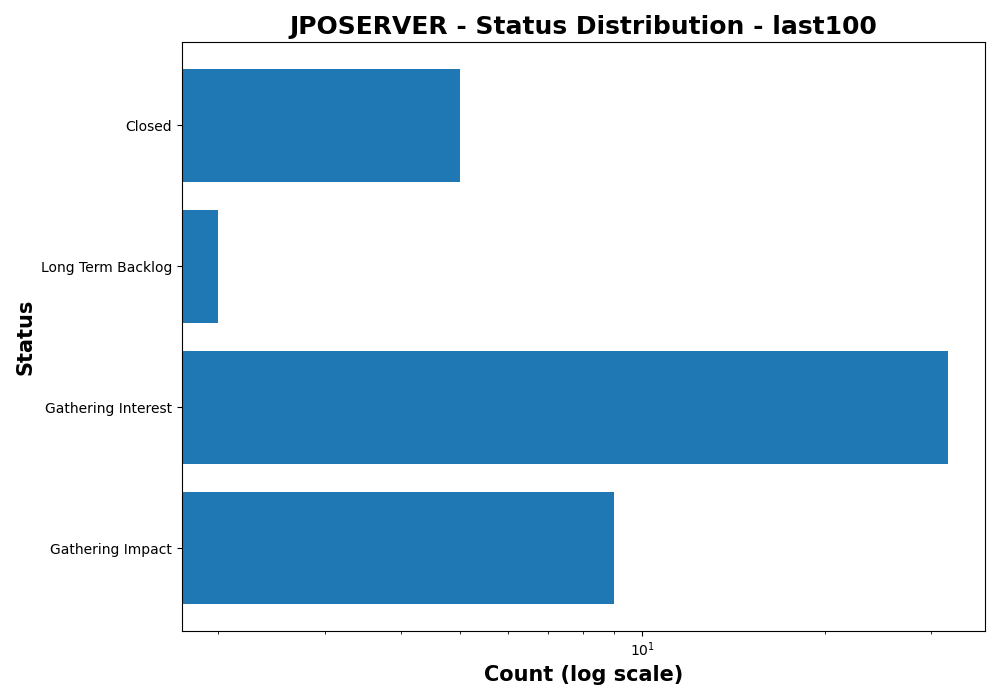 JPOSERVER - Status Distribution - last100
Closed
Long Term Backlog
Gathering Interest
Gathering Impact
Status
10¹
Count (log scale)